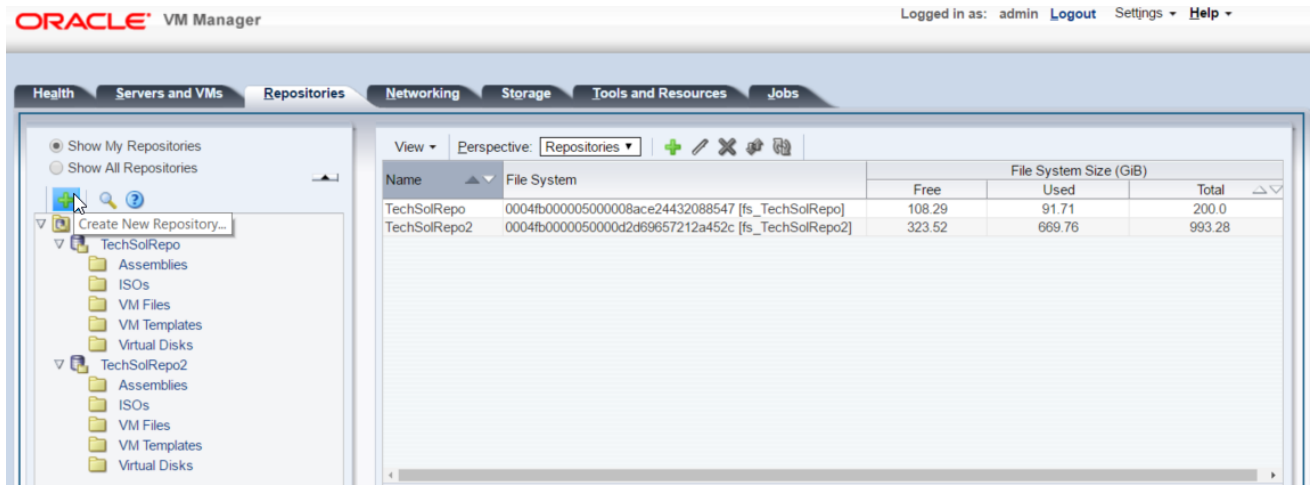 ORACLE VM Manager
Logged in as: admin Logout Settings Help
Health Servers and VMs Repositories Networking Storage Tools and Resources Jobs
Show My Repositories
Show All Repositories
Create New Repository...
TechSolRepo
Assemblies
ISOs
VM Files
VM Templates
Virtual Disks
TechSolRepo2
Assemblies
ISOs
VM Files
VM Templates
Virtual Disks
View Perspective: Repositories
Name File System File System Size (GiB)
Free Used Total
TechSolRepo 0004fb000005000008ace24432088547 [fs_TechSolRepo] 108.29 91.71 200.0
TechSolRepo2 0004fb0000050000d2d69657212a452c [fs_TechSolRepo2] 323.52 669.76 993.28